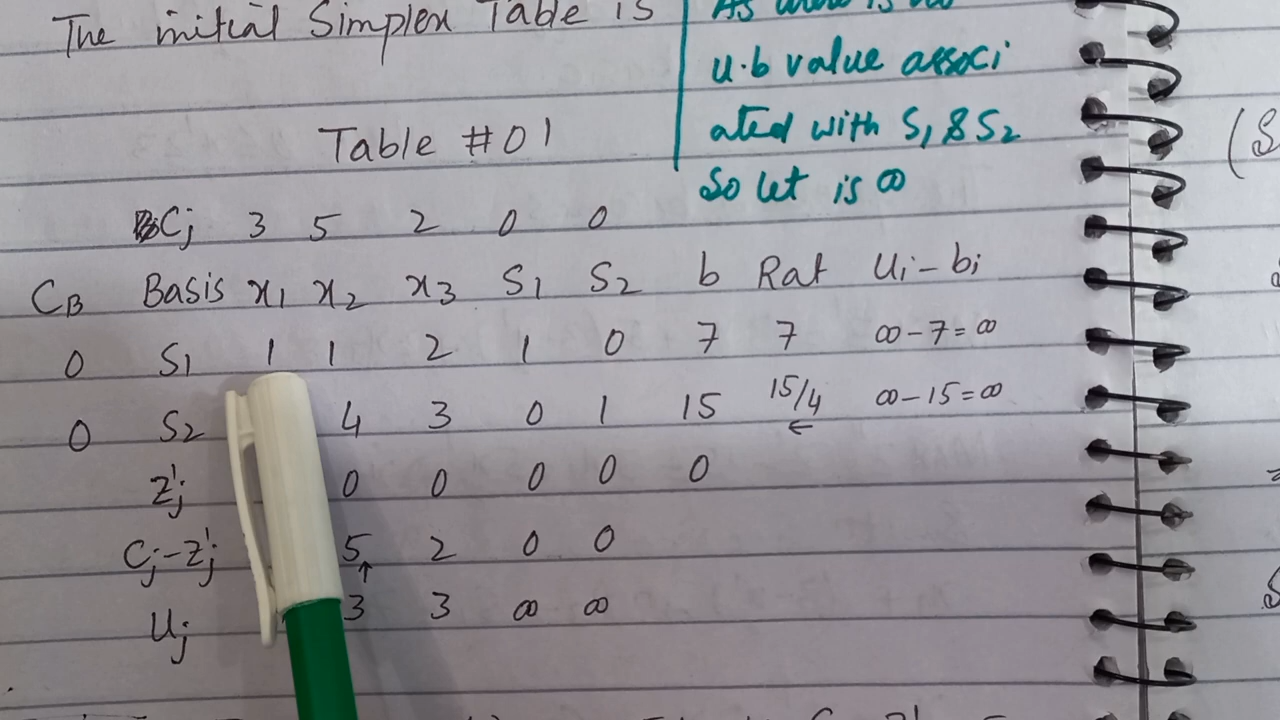 The initial Simplex Table is
u.b value associ
ated with S1 & S2
So let is ∞
Table #01
Cj 3 5 2 0 0
CB Basis x1 x2 x3 S1 S2 b Rat Ui-bi
0 S1 1 1 2 1 0 7 7 ∞-7=∞
0 S2 4 3 0 1 15 15/4 ∞-15=∞
←
Z'j 0 0 0 0 0
Cj-Z'j 5 2 0 0
↑
Uj 3 3 ∞ ∞